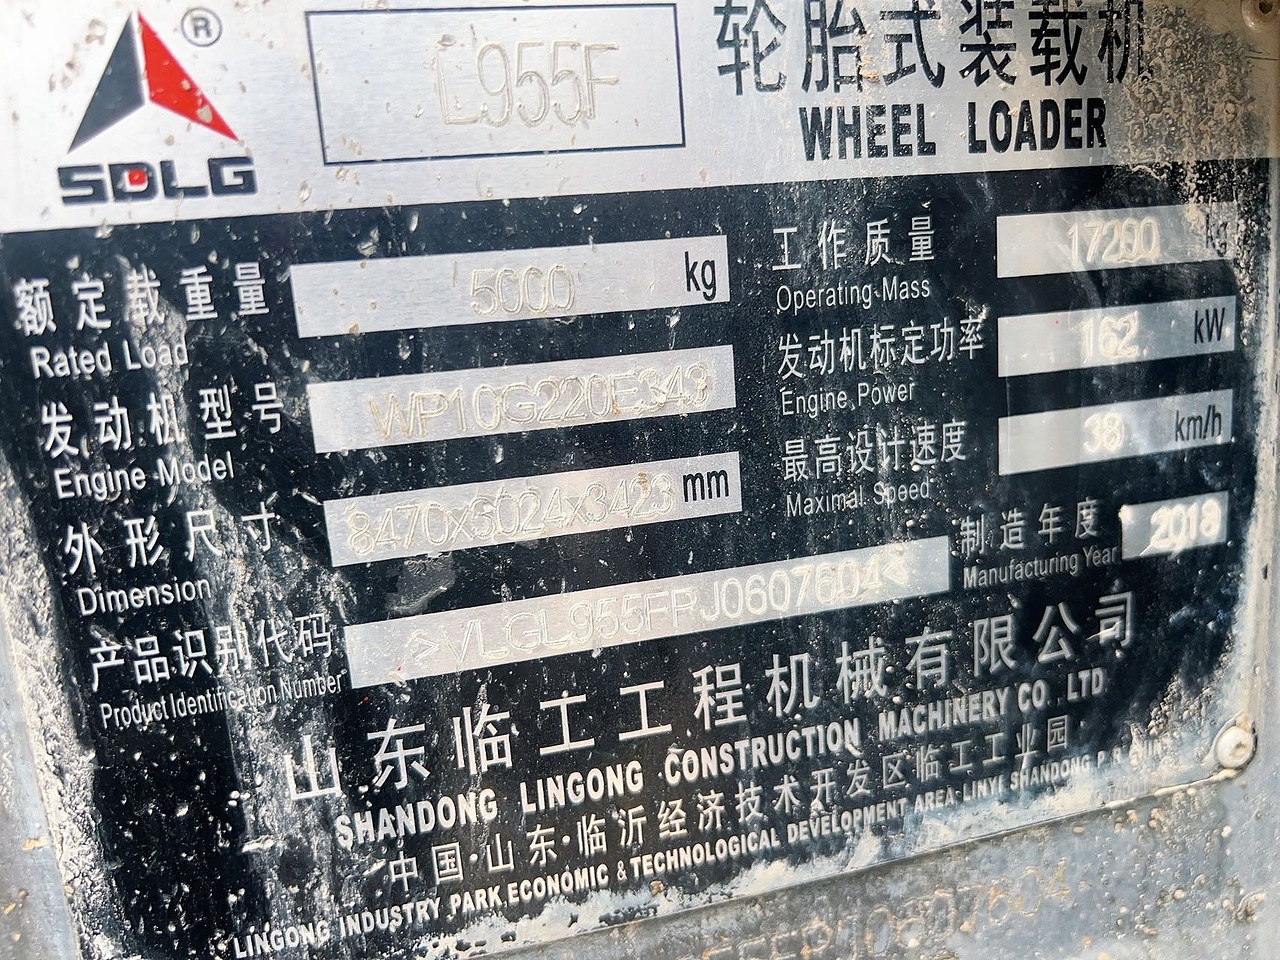 SDLG ®
L955F
轮胎式装载机
WHEEL LOADER
额定载重量 5000 kg
Rated Load
工作质量 17200
Operating Mass
发动机型号 WP10G220E343
Engine Model
发动机标定功率 162 kW
Engine Power
外形尺寸 8470x3024x3423 mm
Dimension
最高设计速度 38 km/h
Maximal Speed
产品识别代码 >VLGL955FPJ0607604<
Product Identification Number
制造年度 2018
Manufacturing Year
山东临工工程机械有限公司
SHANDONG LINGONG CONSTRUCTION MACHINERY CO. LTD
中国·山东·临沂经济技术开发区临工工业园
LINGONG INDUSTRY PARK,ECONOMIC & TECHNOLOGICAL DEVELOPMENT AREA LINYI SHANDONG P.R.
J0607604